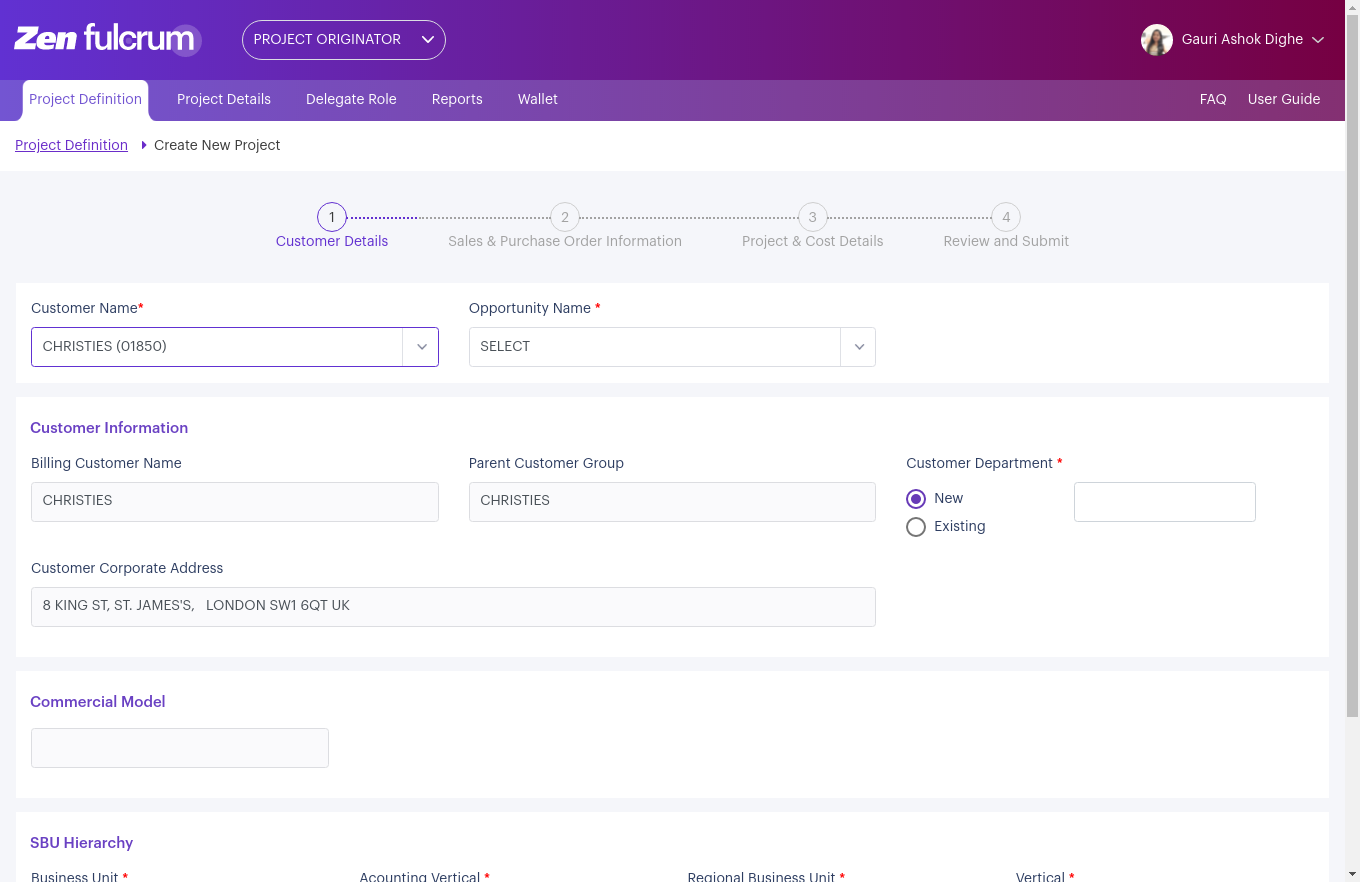 Zen fulcrum
PROJECT ORIGINATOR
Gauri Ashok Dighe
Project Definition
Project Details
Delegate Role
Reports
Wallet
FAQ
User Guide
Project Definition
Create New Project
1
2
3
4
Customer Details
Sales & Purchase Order Information
Project & Cost Details
Review and Submit
Customer Name*
Opportunity Name *
CHRISTIES (01850)
SELECT
Customer Information
Billing Customer Name
Parent Customer Group
Customer Department *
CHRISTIES
CHRISTIES
New
Existing
Customer Corporate Address
8 KING ST, ST. JAMES'S, LONDON SW1 6QT UK
Commercial Model
SBU Hierarchy
Business Unit *
Acounting Vertical *
Regional Business Unit *
Vertical *